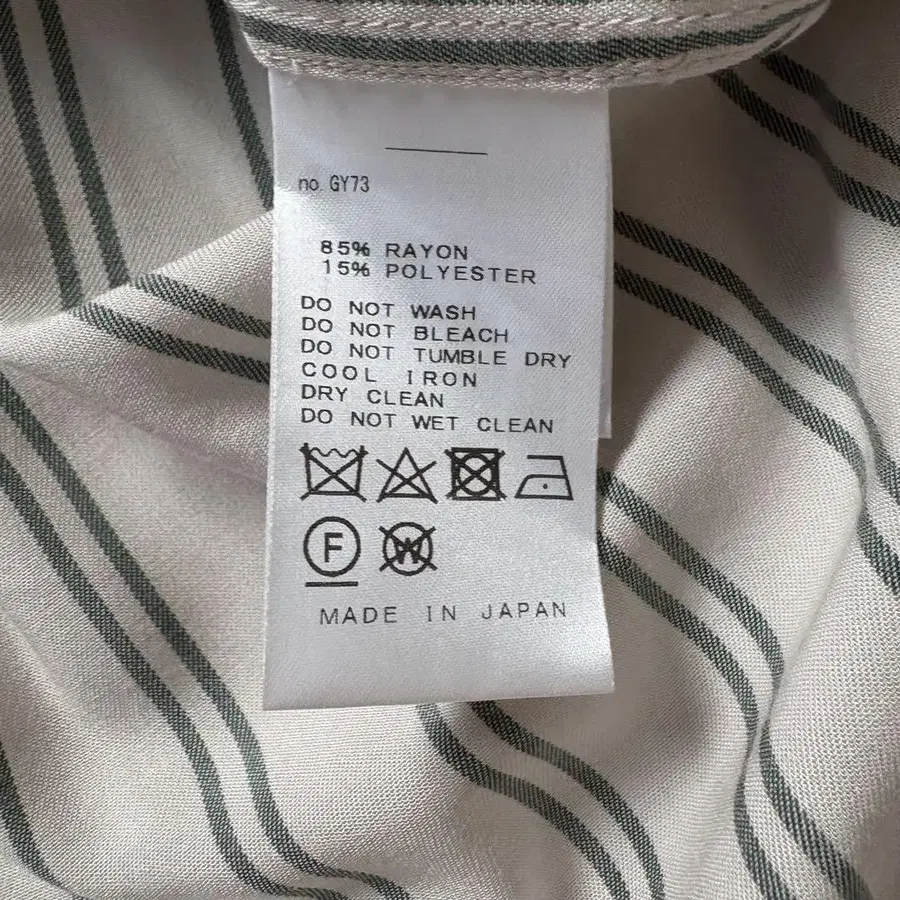 no. GY73
85% RAYON
15% POLYESTER
DO NOT WASH
DO NOT BLEACH
DO NOT TUMBLE DRY
COOL IRON
DRY CLEAN
DO NOT WET CLEAN
F W
MADE IN JAPAN